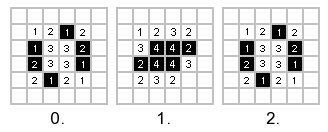 1 2 1 2 1 2 3 2 1 2 1 2
1 3 3 2 3 4 4 2 1 3 3 2
2 3 3 1 2 4 4 3 2 3 3 1
2 1 2 1 2 3 2 2 1 2 1
0. 1. 2.